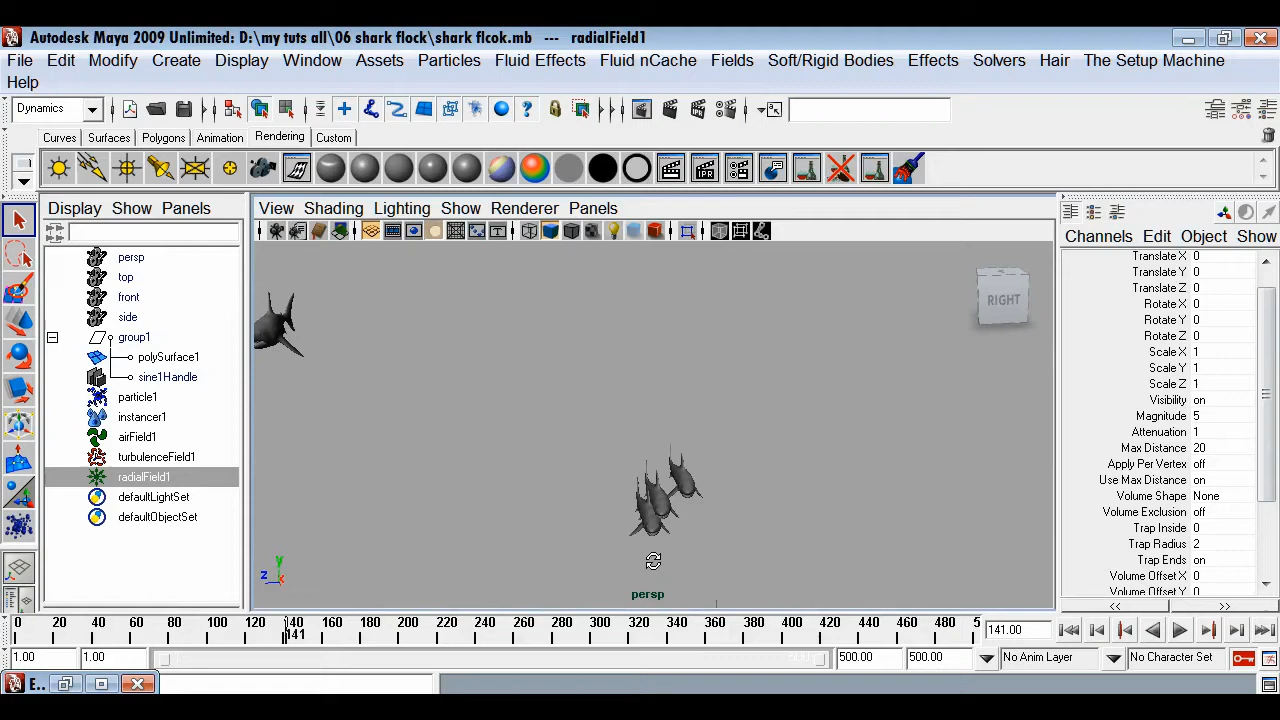 Autodesk Maya 2009 Unlimited: D:\my tuts all\06 shark flock\shark flcok.mb --- radialField1
File Edit Modify Create Display Window Assets Particles Fluid Effects Fluid nCache Fields Soft/Rigid Bodies Effects Solvers Hair The Setup Machine
Help
Dynamics
Curves Surfaces Polygons Animation Rendering Custom
IPR
Display Show Panels
View Shading Lighting Show Renderer Panels
Channels Edit Object Show
persp
top
front
side
group1
polySurface1
sine1Handle
particle1
instancer1
airField1
turbulenceField1
radialField1
defaultLightSet
defaultObjectSet
RIGHT
y
z x
persp
Translate X 0
Translate Y 0
Translate Z 0
Rotate X 0
Rotate Y 0
Rotate Z 0
Scale X 1
Scale Y 1
Scale Z 1
Visibility on
Magnitude 5
Attenuation 1
Max Distance 20
Apply Per Vertex off
Use Max Distance on
Volume Shape None
Volume Exclusion off
Trap Inside 0
Trap Radius 2
Trap Ends on
Volume Offset X 0
Volume Offset Y 0
<< >>
0 20 40 60 80 100 120 140 160 180 200 220 240 260 280 300 320 340 360 380 400 420 440 460 480 5
141
141.00
1.00 1.00 500 500.00 500.00 No Anim Layer No Character Set
E...